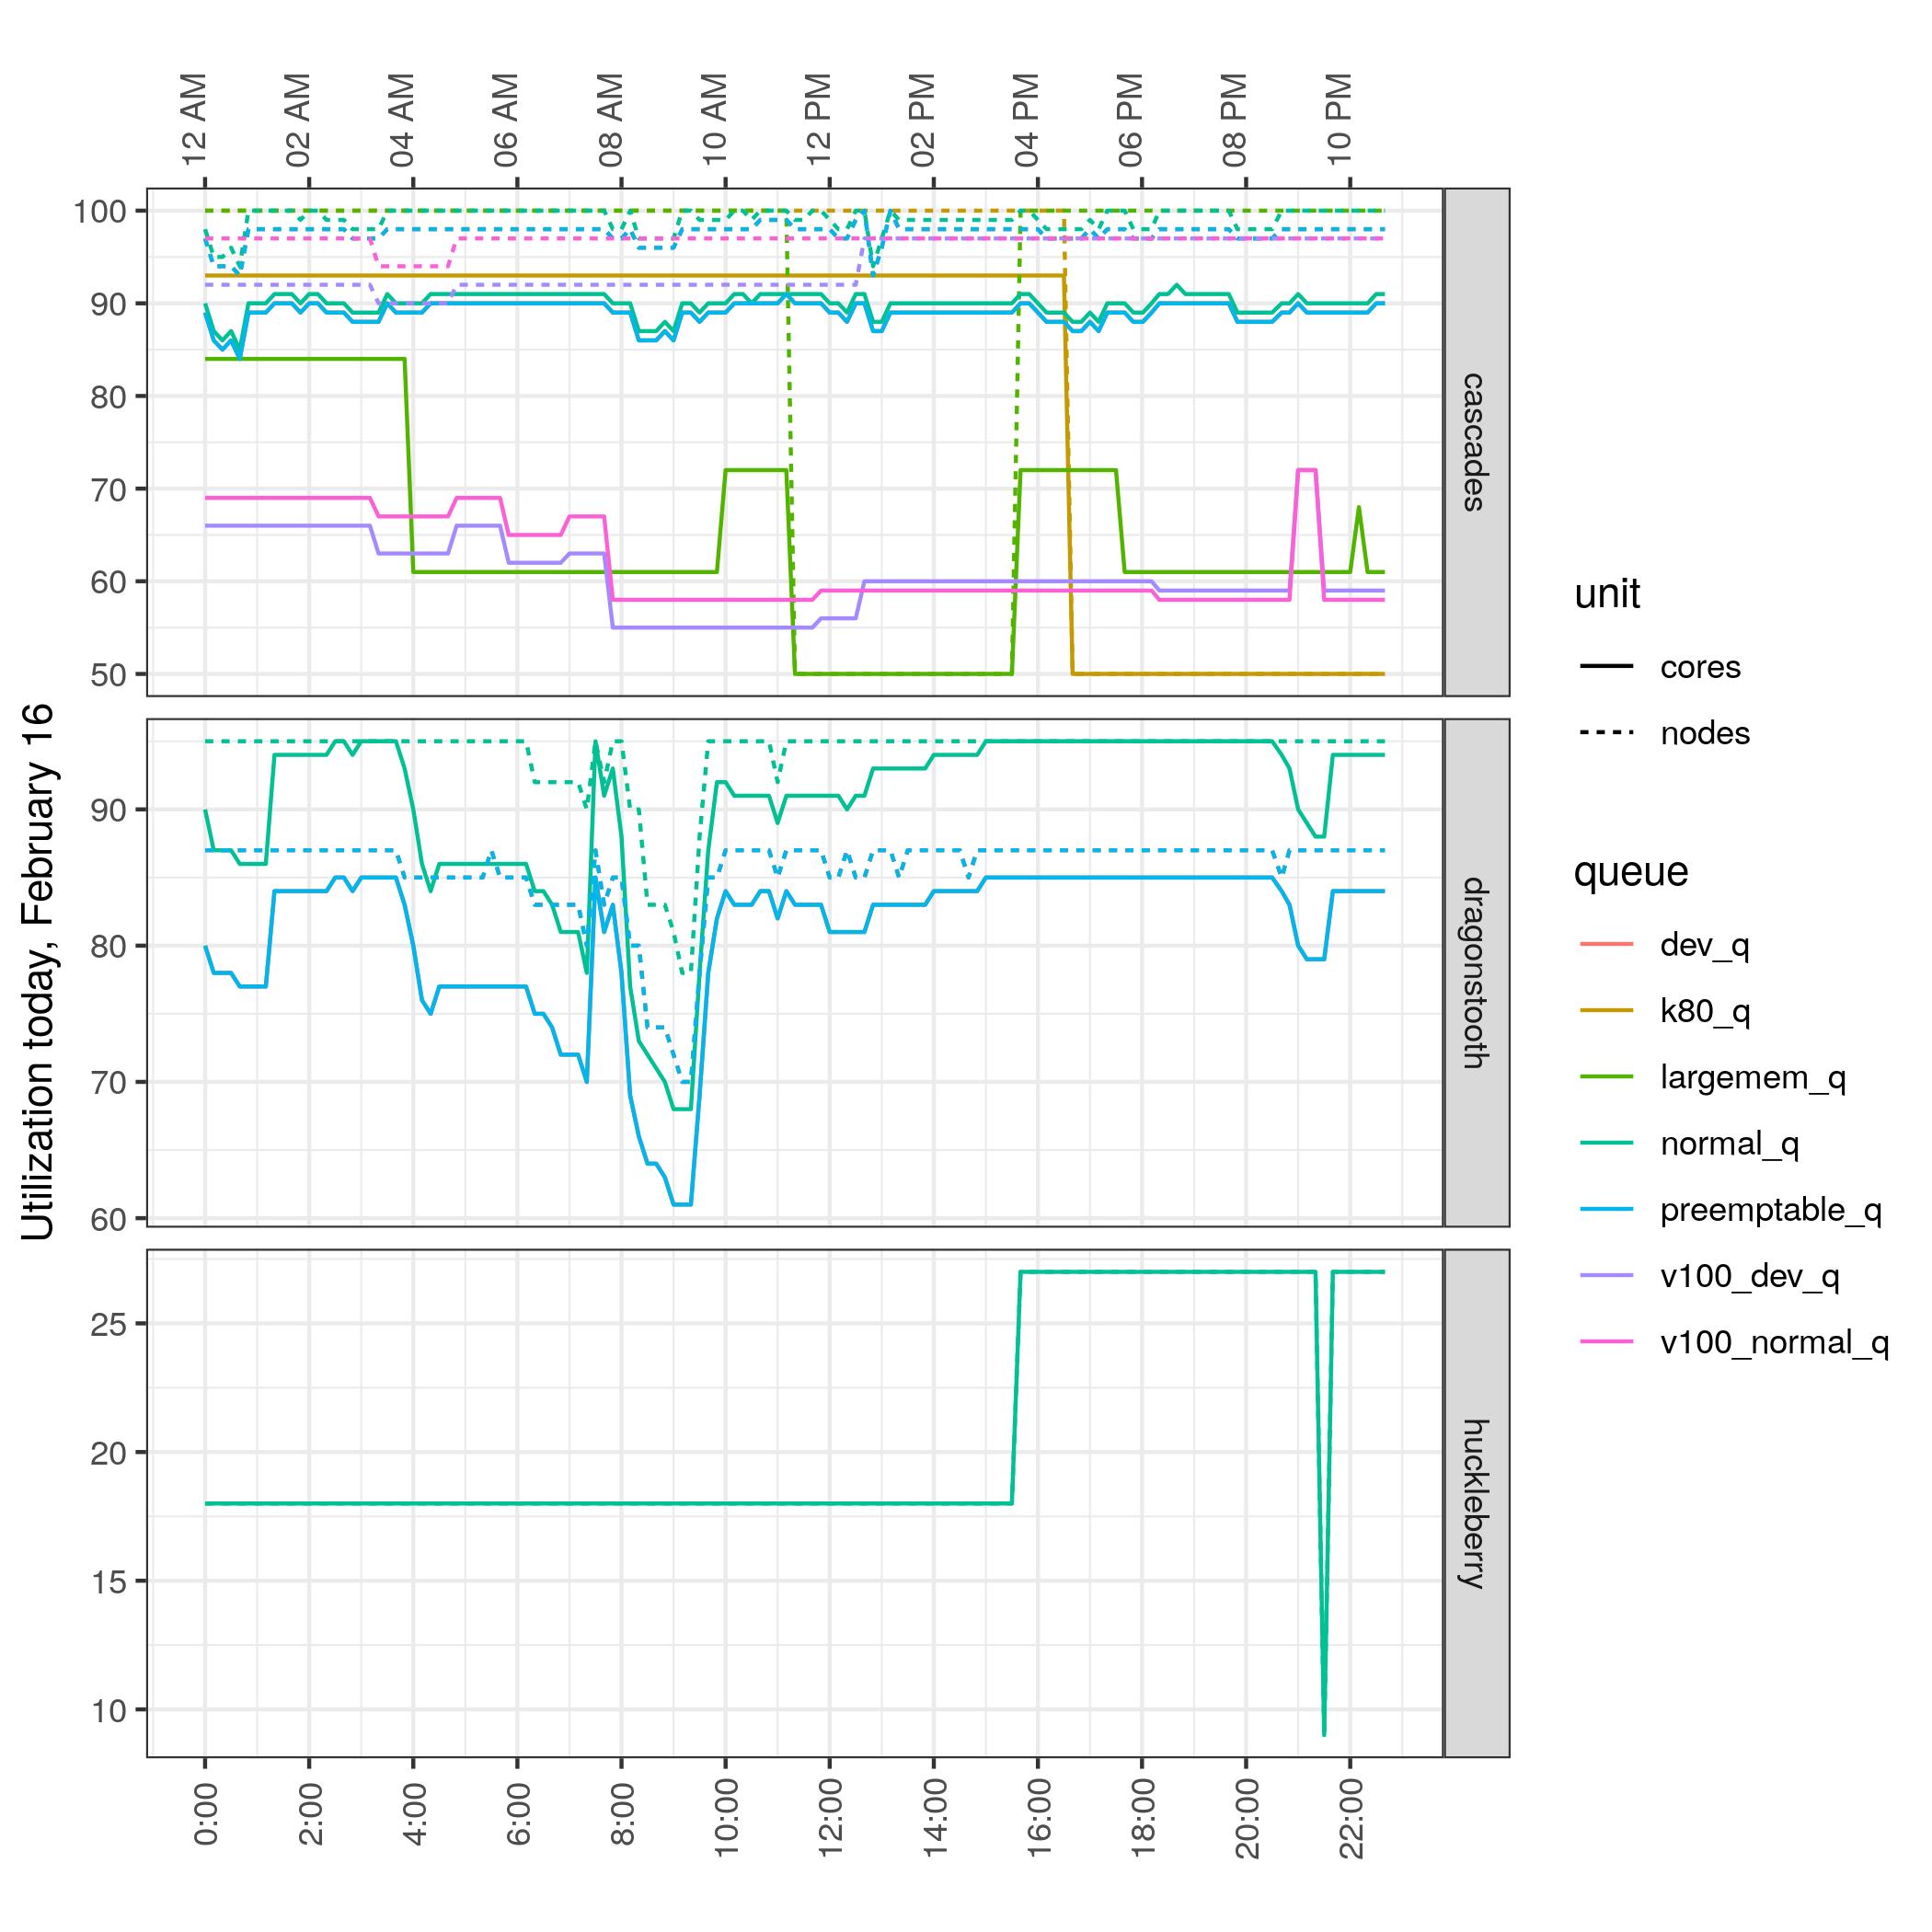 12 AM
02 AM
04 AM
06 AM
08 AM
10 AM
12 PM
02 PM
04 PM
06 PM
08 PM
10 PM
Utilization today, February 16
100
90
80
70
60
50
cascades
90
80
70
60
dragonstooth
25
20
15
10
huckleberry
0:00
2:00
4:00
6:00
8:00
10:00
12:00
14:00
16:00
18:00
20:00
22:00
unit
cores
nodes
queue
dev_q
k80_q
largemem_q
normal_q
preemptable_q
v100_dev_q
v100_normal_q